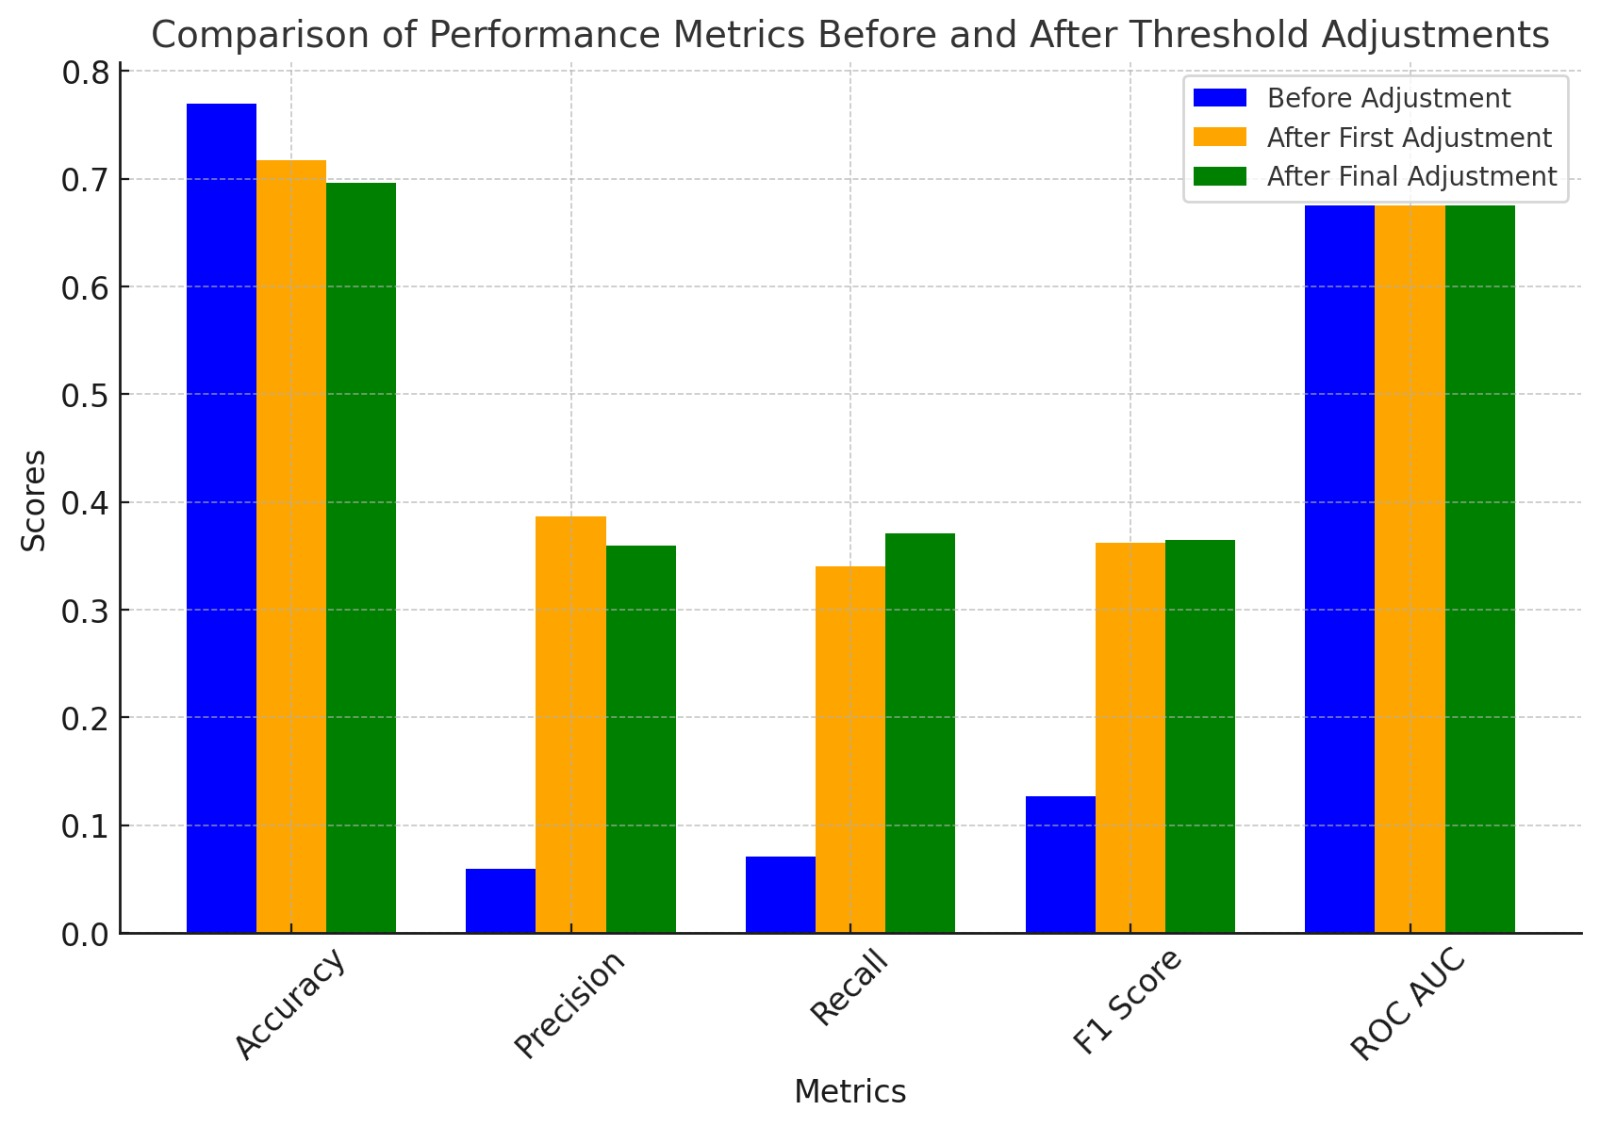 Comparison of Performance Metrics Before and After Threshold Adjustments
Before Adjustment
After First Adjustment
After Final Adjustment
Scores
0.8
0.7
0.6
0.5
0.4
0.3
0.2
0.1
0.0
Accuracy
Precision
Recall
F1 Score
ROC AUC
Metrics